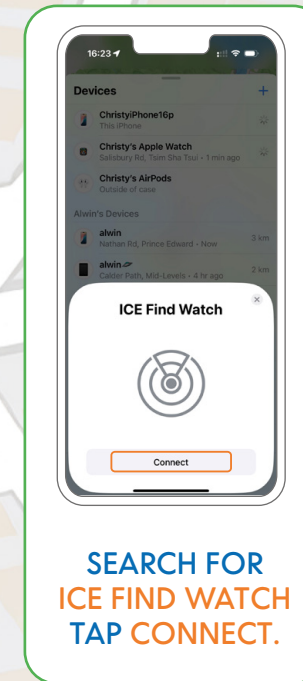 16:23
Devices
+
ChristyiPhone16p
This iPhone
Christy's Apple Watch
Salisbury Rd, Tsim Sha Tsui • 1 min ago
Christy's AirPods
Outside of case
Alwin's Devices
alwin
Nathan Rd, Prince Edward • Now
3 km
alwin
Calder Path, Mid-Levels • 4 hr ago
2 km
ICE Find Watch
Connect
SEARCH FOR
ICE FIND WATCH
TAP CONNECT.